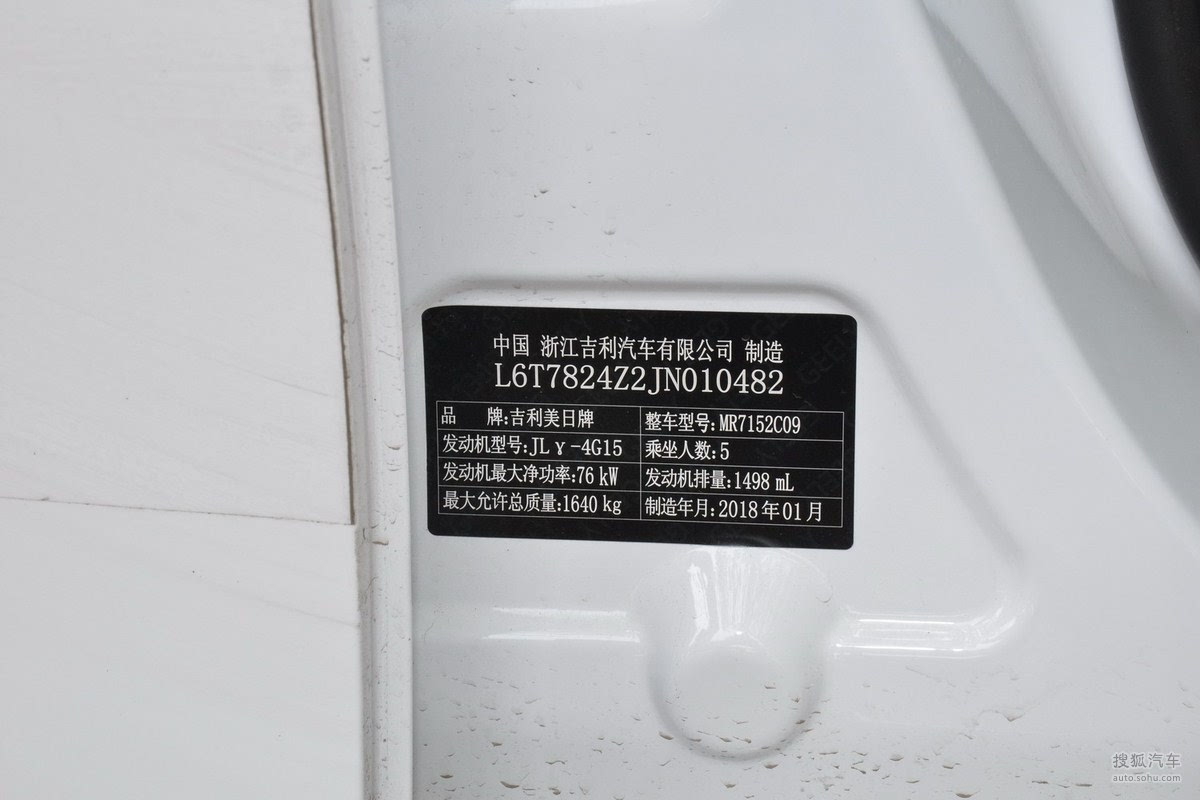 中国 浙江吉利汽车有限公司 制造
L6T7824Z2JN010482
品 牌:吉利美日牌 整车型号:MR7152C09
发动机型号:JLγ-4G15 乘坐人数:5
发动机最大净功率:76 kW 发动机排量:1498 mL
最大允许总质量:1640 kg 制造年月:2018年01月
搜狐汽车
auto.sohu.com